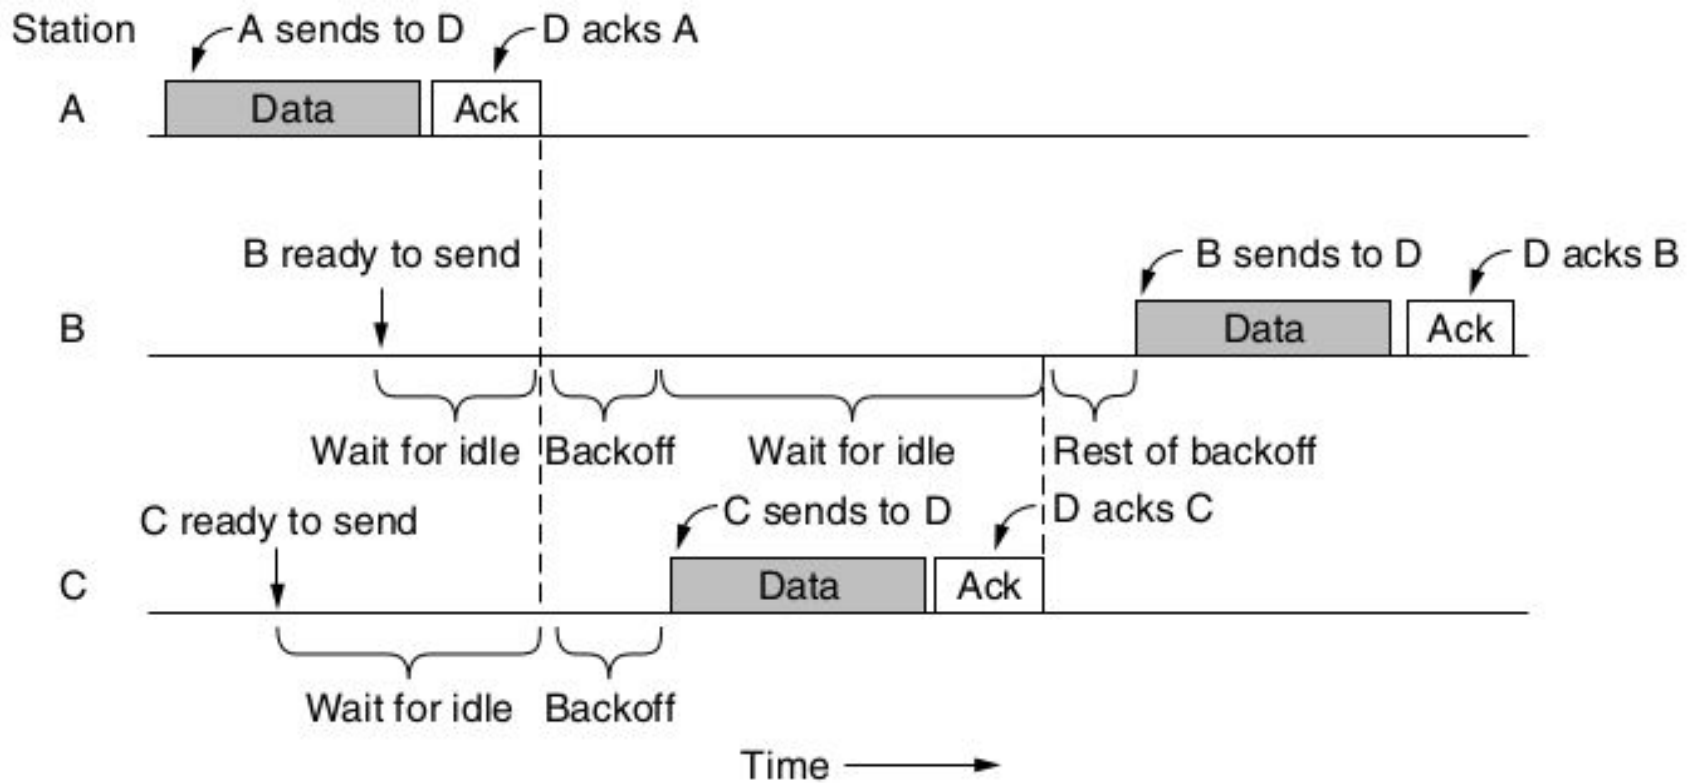 Station
A sends to D
D acks A
A
Data
Ack
B ready to send
B sends to D
D acks B
B
Data
Ack
Wait for idle
Backoff
Wait for idle
Rest of backoff
C ready to send
C sends to D
D acks C
C
Data
Ack
Wait for idle
Backoff
Time